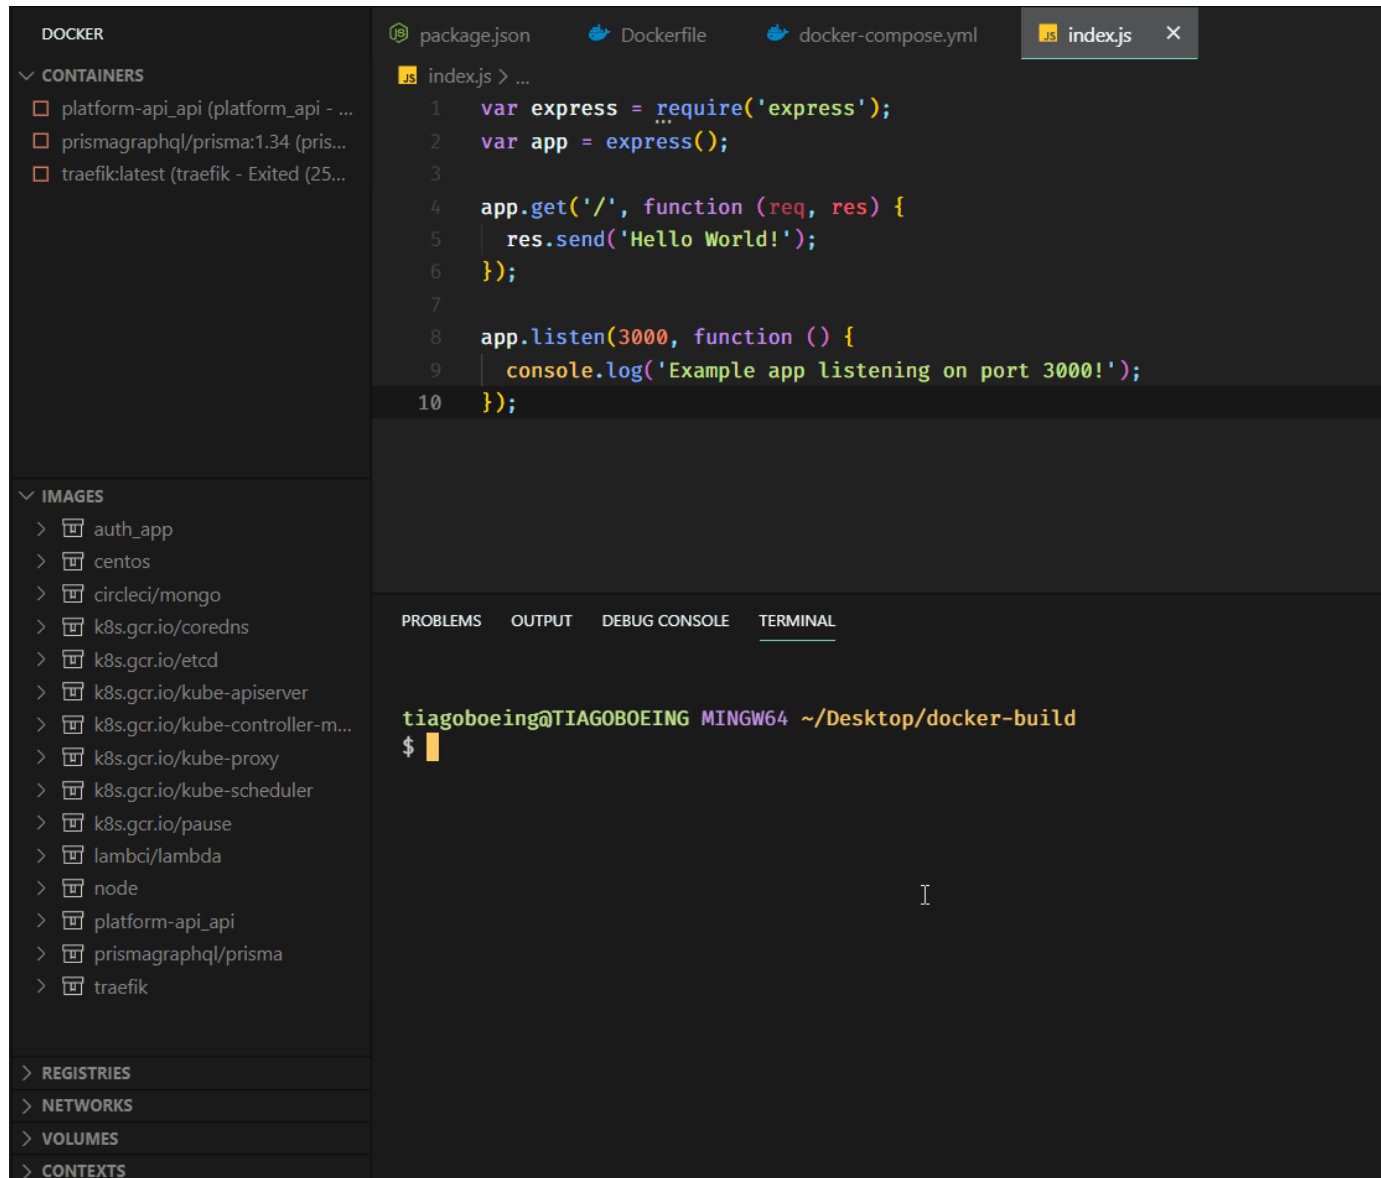 DOCKER
CONTAINERS
platform-api_api (platform_api - ...
prismagraphql/prisma:1.34 (pris...
traefik:latest (traefik - Exited (25...
IMAGES
auth_app
centos
circleci/mongo
k8s.gcr.io/coredns
k8s.gcr.io/etcd
k8s.gcr.io/kube-apiserver
k8s.gcr.io/kube-controller-m...
k8s.gcr.io/kube-proxy
k8s.gcr.io/kube-scheduler
k8s.gcr.io/pause
lambci/lambda
node
platform-api_api
prismagraphql/prisma
traefik
REGISTRIES
NETWORKS
VOLUMES
CONTEXTS
package.json Dockerfile docker-compose.yml JS index.js
JS index.js > ...
1 var express = require('express');
2 var app = express();
3
4 app.get('/', function (req, res) {
5 res.send('Hello World!');
6 });
7
8 app.listen(3000, function () {
9 console.log('Example app listening on port 3000!');
10 });
PROBLEMS OUTPUT DEBUG CONSOLE TERMINAL
tiagoboeing@TIAGOBOEING MINGW64 ~/Desktop/docker-build
$